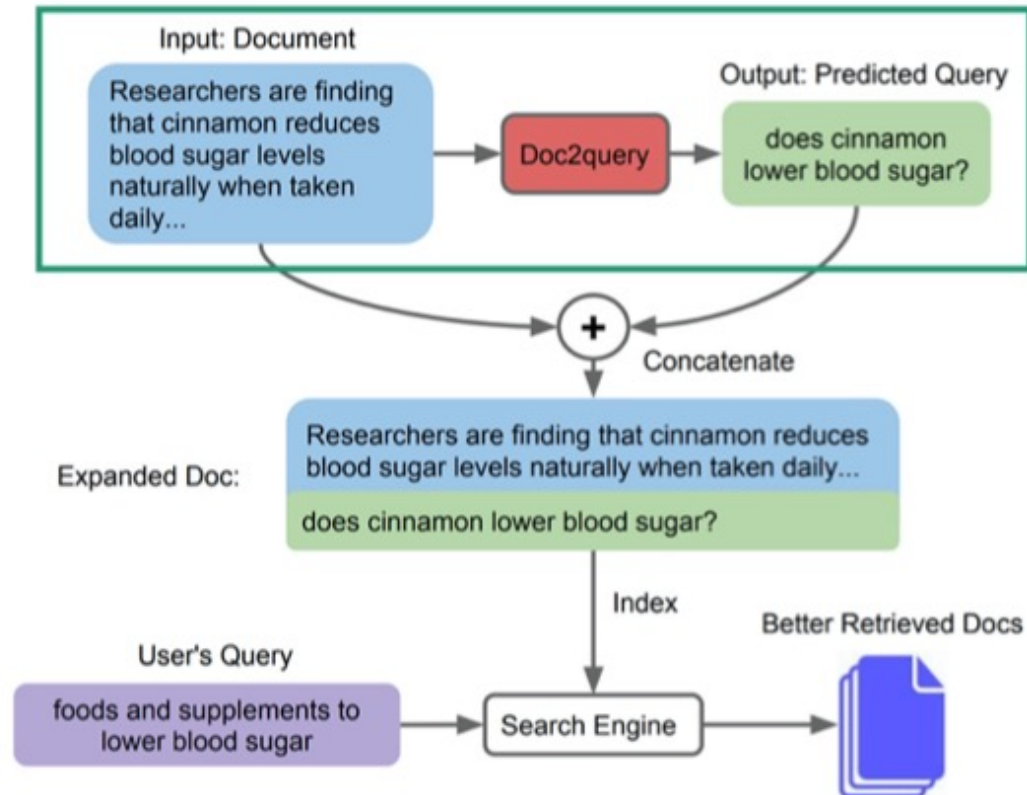 Input: Document
Researchers are finding
that cinnamon reduces
blood sugar levels
naturally when taken
daily...
Doc2query
Output: Predicted Query
does cinnamon
lower blood sugar?
+
Concatenate
Expanded Doc:
Researchers are finding that cinnamon reduces
blood sugar levels naturally when taken daily...
does cinnamon lower blood sugar?
Index
User's Query
foods and supplements to
lower blood sugar
Search Engine
Better Retrieved Docs